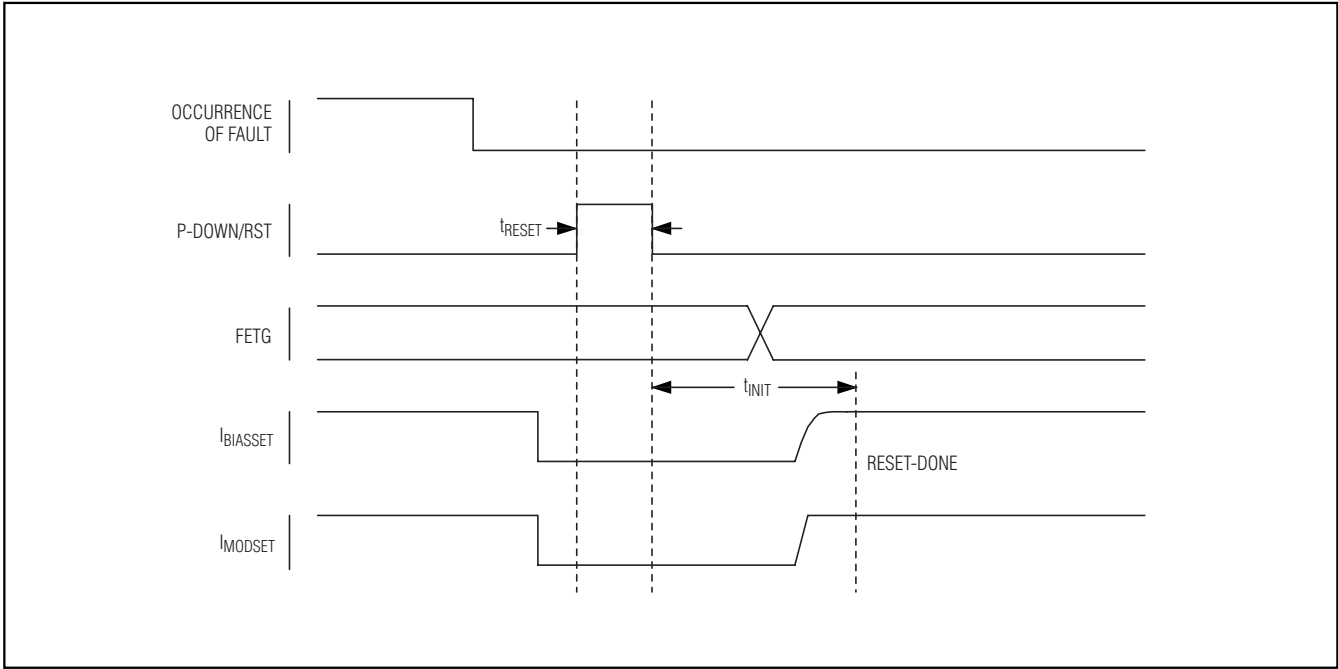 OCCURRENCE
OF FAULT
P-DOWN/RST
tRESET
FETG
tINIT
IBIASSET
RESET-DONE
IMODSET